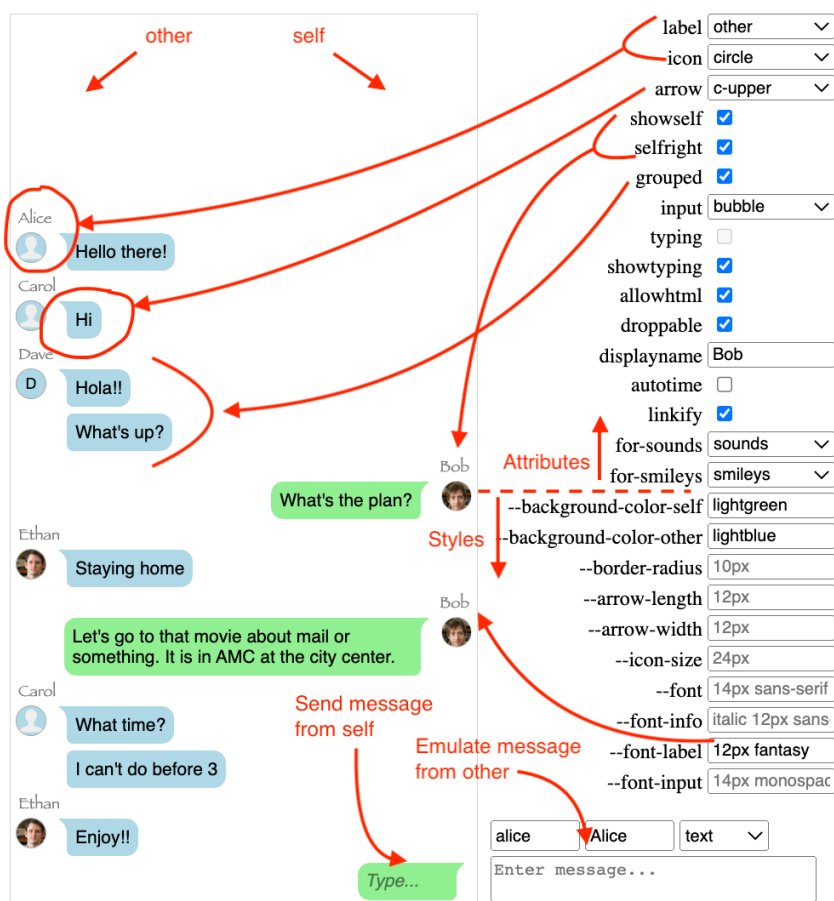 other
self
Alice
Hello there!
Carol
Hi
Dave
D
Hola!!
What's up?
Bob
What's the plan?
Ethan
Staying home
Bob
Let's go to that movie about mail or
something. It is in AMC at the city center.
Carol
What time?
I can't do before 3
Ethan
Enjoy!!
Type...
Send message
from self
Emulate message
from other
Attributes
Styles
label other
icon circle
arrow c-upper
showself
selfright
grouped
input bubble
typing
showtyping
allowhtml
droppable
displayname Bob
autotime
linkify
for-sounds sounds
for-smileys smileys
--background-color-self lightgreen
--background-color-other lightblue
--border-radius 10px
--arrow-length 12px
--arrow-width 12px
--icon-size 24px
--font 14px sans-serif
--font-info italic 12px sans
--font-label 12px fantasy
--font-input 14px monospac
alice Alice text
Enter message...